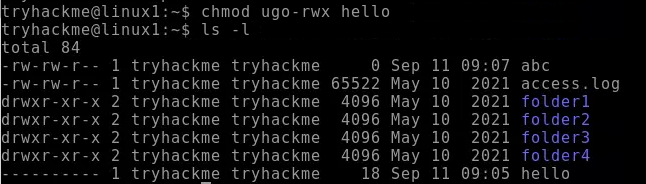 tryhackme@linux1:~$ chmod ugo-rwx hello
tryhackme@linux1:~$ ls -l
total 84
-rw-rw-r-- 1 tryhackme tryhackme     0 Sep 11 09:07 abc
-rw-rw-r-- 1 tryhackme tryhackme 65522 May 10  2021 access.log
drwxr-xr-x 2 tryhackme tryhackme  4096 May 10  2021 folder1
drwxr-xr-x 2 tryhackme tryhackme  4096 May 10  2021 folder2
drwxr-xr-x 2 tryhackme tryhackme  4096 May 10  2021 folder3
drwxr-xr-x 2 tryhackme tryhackme  4096 May 10  2021 folder4
---------- 1 tryhackme tryhackme    18 Sep 11 09:05 hello